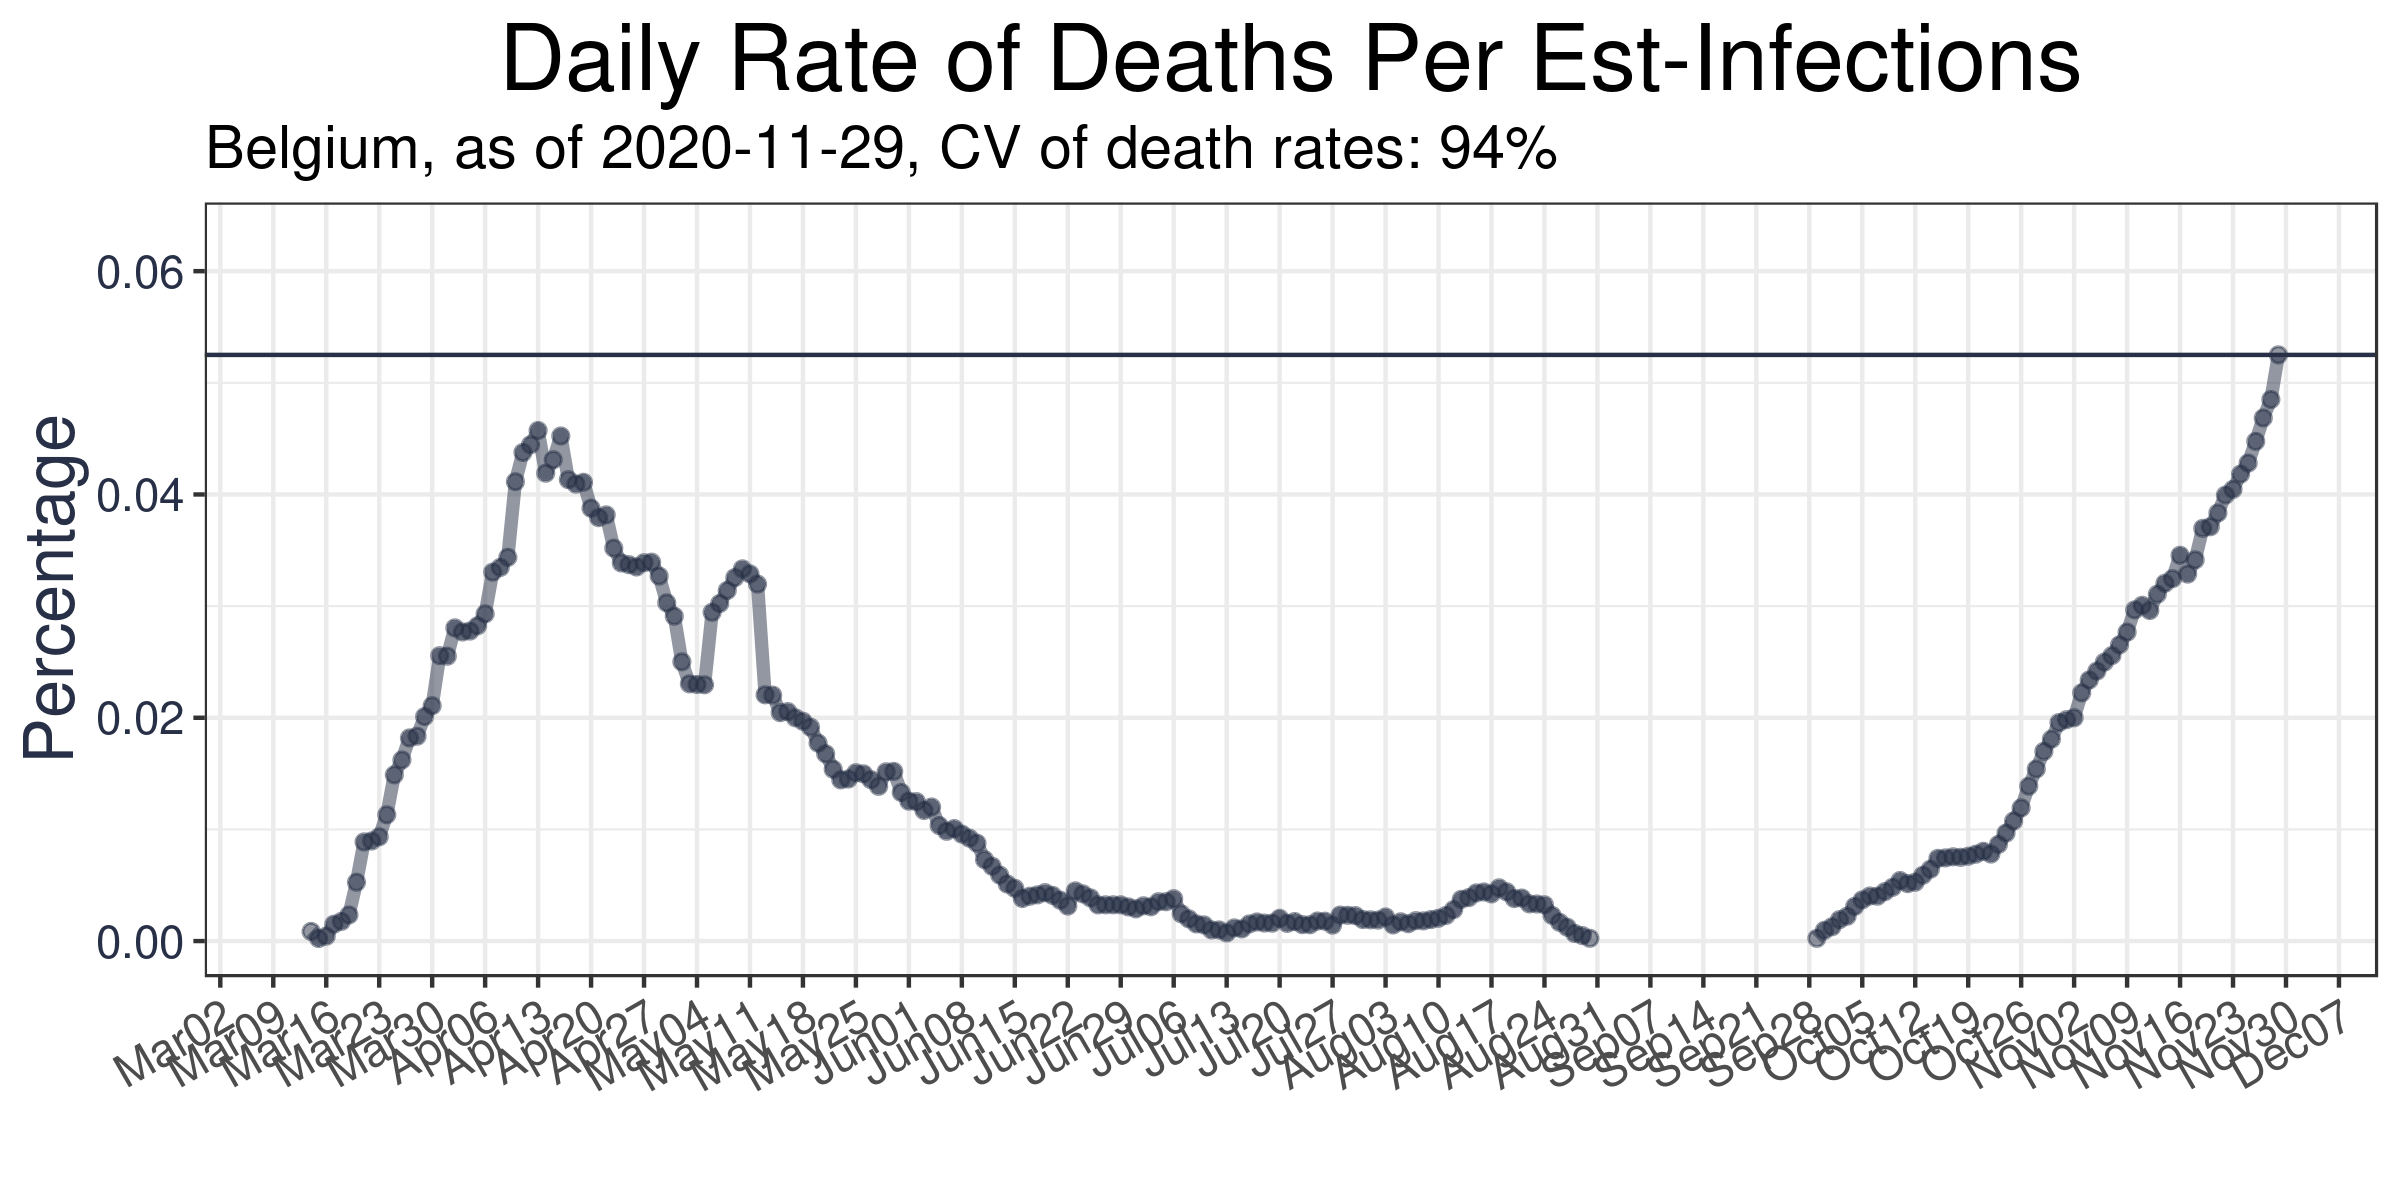 Daily Rate of Deaths Per Est-Infections
Belgium, as of 2020-11-29, CV of death rates: 94%
Percentage
0.06
0.04
0.02
0.00
Mar02
Mar09
Mar16
Mar23
Mar30
Apr06
Apr13
Apr20
Apr27
May04
May11
May18
May25
Jun01
Jun08
Jun15
Jun22
Jun29
Jul06
Jul13
Jul20
Jul27
Aug03
Aug10
Aug17
Aug24
Aug31
Sep07
Sep14
Sep21
Sep28
Oct05
Oct12
Oct19
Oct26
Nov02
Nov09
Nov16
Nov23
Nov30
Dec07